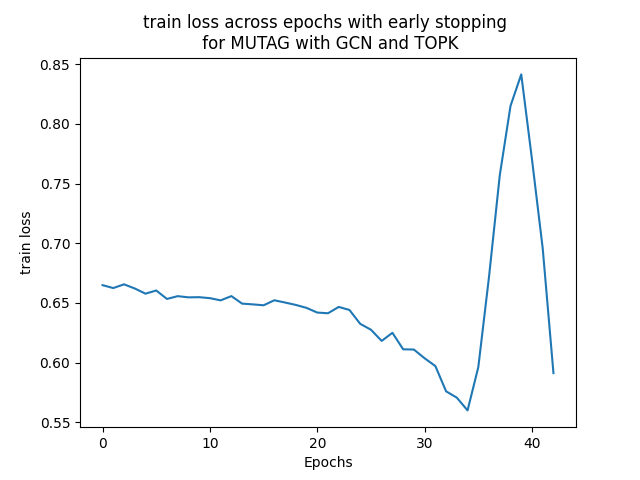 train loss across epochs with early stopping
for MUTAG with GCN and TOPK
0.85
0.80
0.75
0.70
0.65
0.60
0.55
train loss
0 10 20 30 40
Epochs